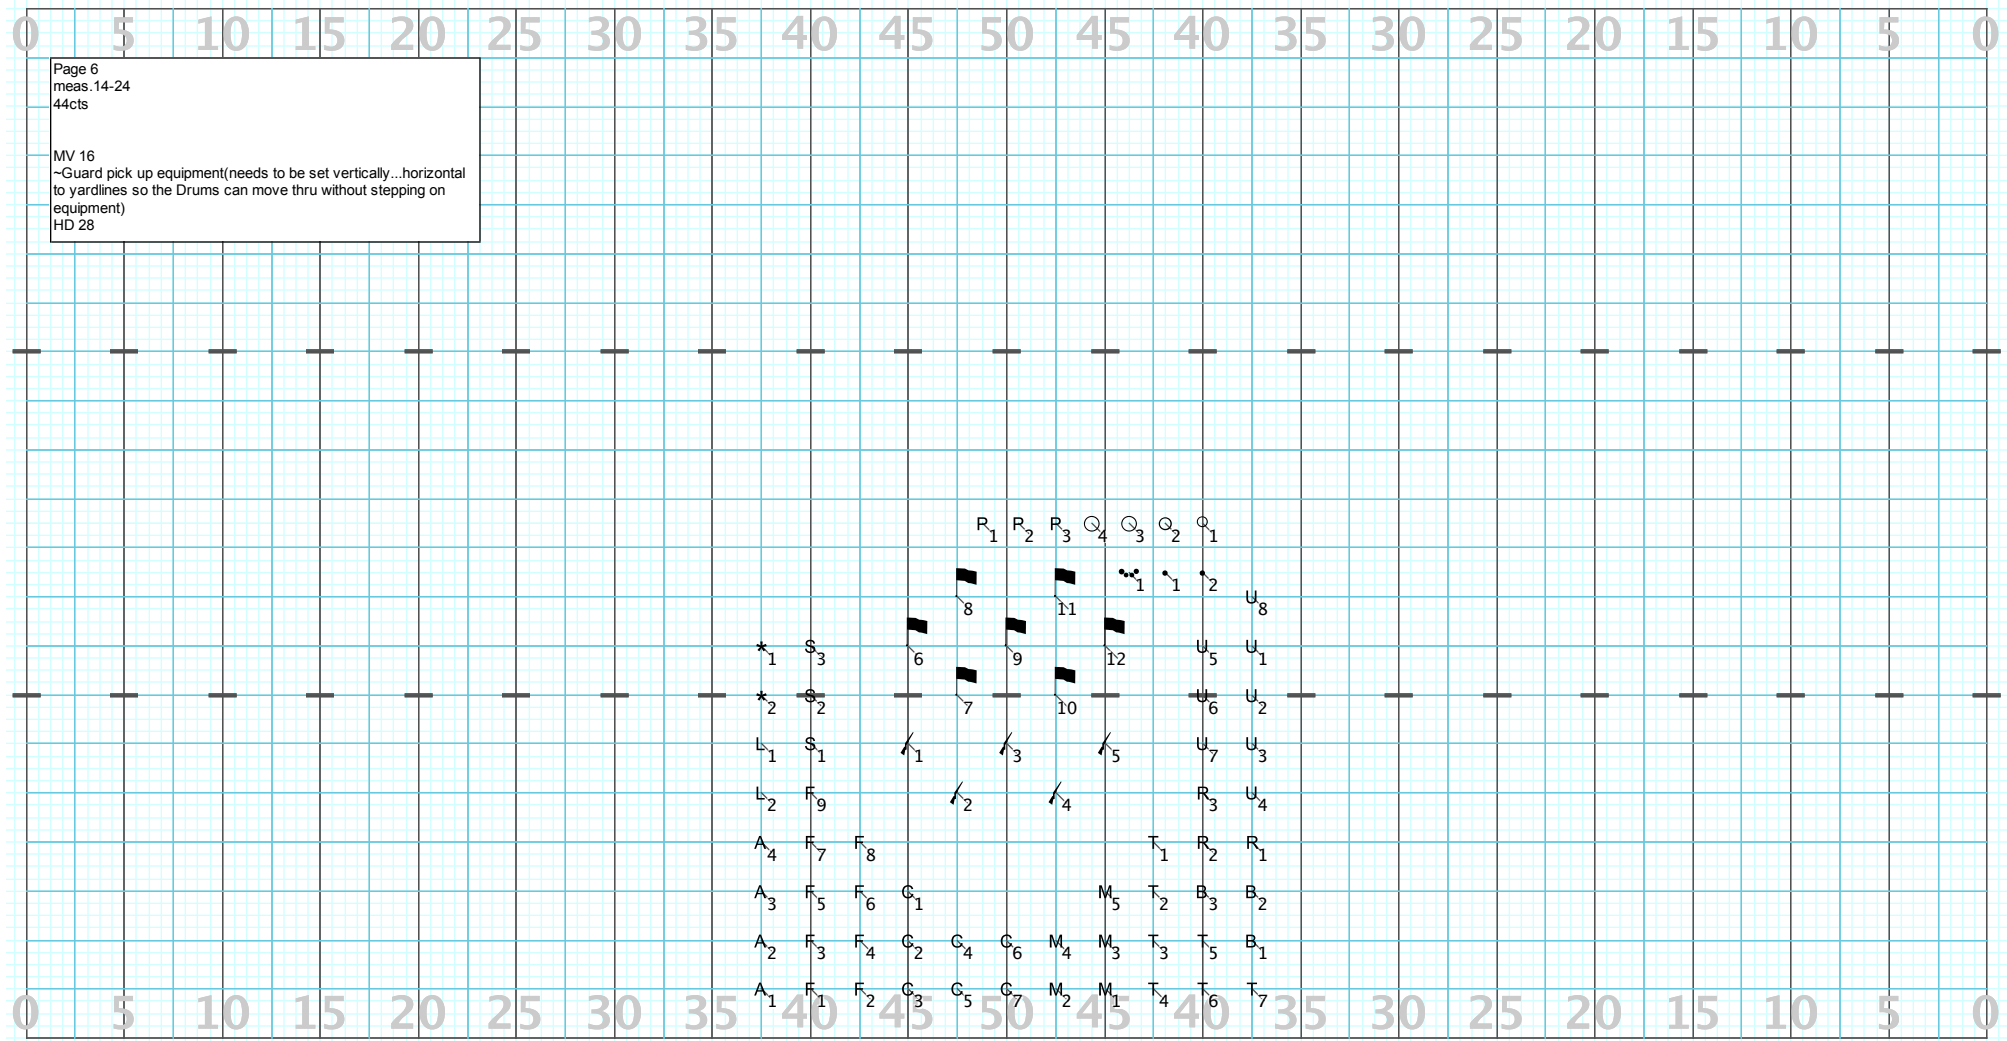 0 5 10 15 20 25 30 35 40 45 50 45 40 35 30 25 20 15 10 5 0
Page 6
meas.14-24
44cts
MV 16
~Guard pick up equipment(needs to be set vertically...horizontal
to yardlines so the Drums can move thru without stepping on
equipment)
HD 28
R1 R2 R3 4 3 2 1
8 11 1 1 2 U8
*1 S3 6 9 12 U5 U1
*2 S2 7 10 U6 U2
L1 S1 1 3 5 U7 U3
L2 F9 2 4 R3 U4
A4 F7 F8 T1 R2 R1
A3 F5 F6 C1 M5 T2 B3 B2
A2 F3 F4 C2 C4 C6 M4 M3 T3 T5 B1
A1 F1 F2 C3 C5 C7 M2 M1 T4 T6 T7
0 5 10 15 20 25 30 35 40 45 50 45 40 35 30 25 20 15 10 5 0